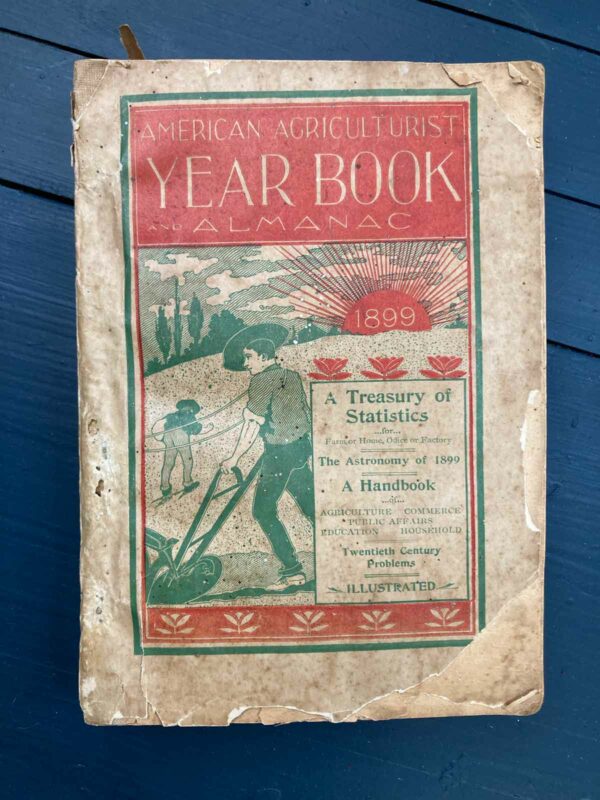 AMERICAN AGRICULTURIST
YEAR BOOK
AND ALMANAC
1899
A Treasury of
Statistics
...for...
Farm or Home, Office or Factory
The Astronomy of 1899
A Handbook
...of...
AGRICULTURE COMMERCE
PUBLIC AFFAIRS
EDUCATION HOUSEHOLD
Twentieth Century
Problems
ILLUSTRATED